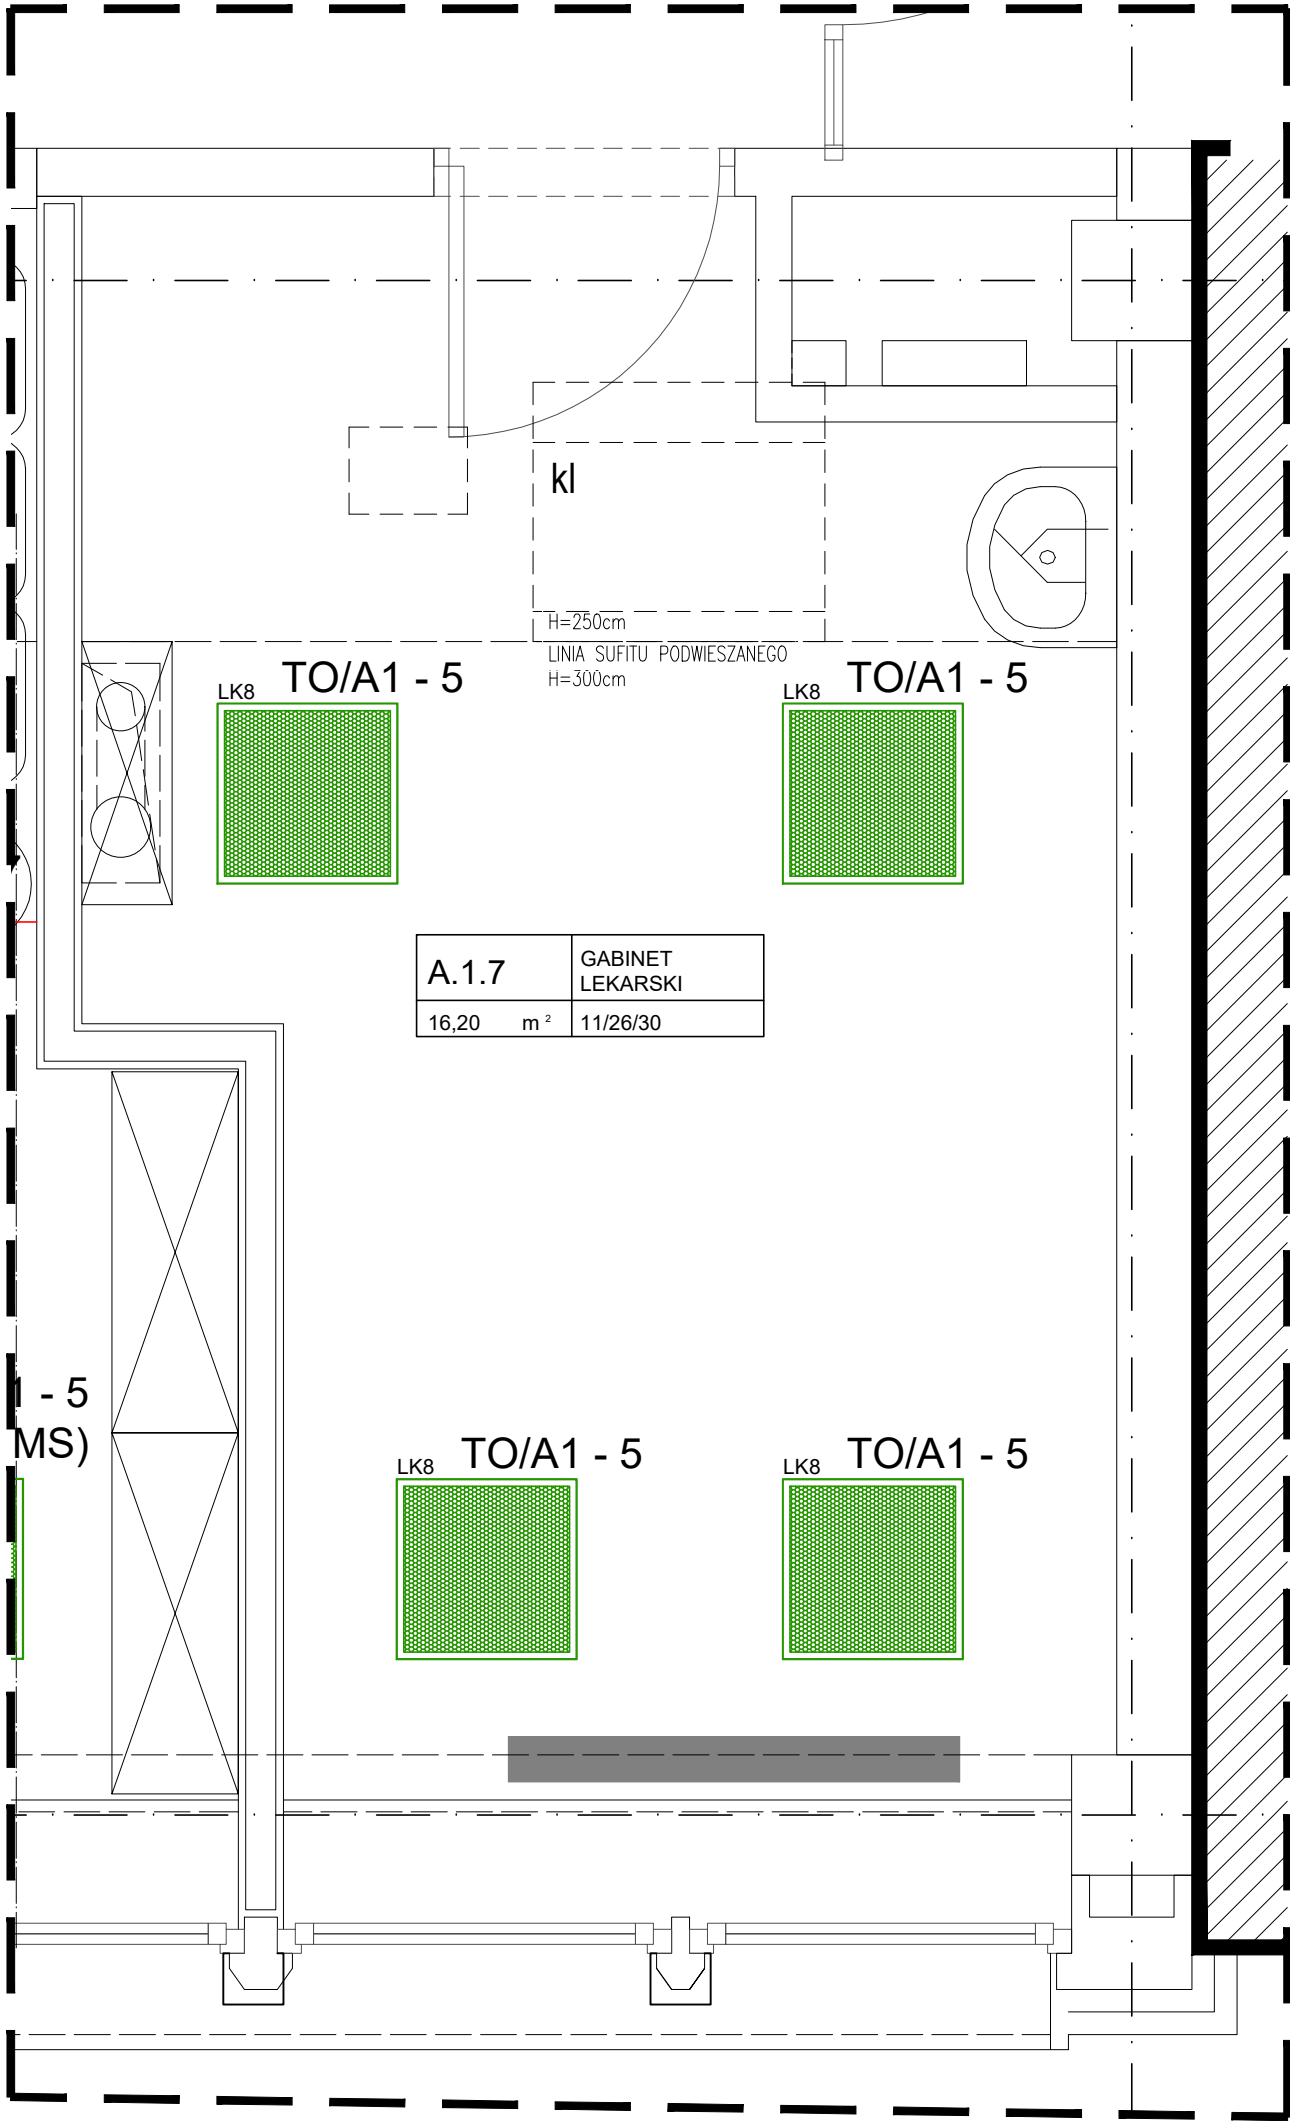 kl
H=250cm
LINIA SUFITU PODWIESZANEGO
H=300cm
LK8 TO/A1 - 5
LK8 TO/A1 - 5
A.1.7 GABINET
LEKARSKI
16,20 m² 11/26/30
1 - 5
MS)
LK8 TO/A1 - 5
LK8 TO/A1 - 5